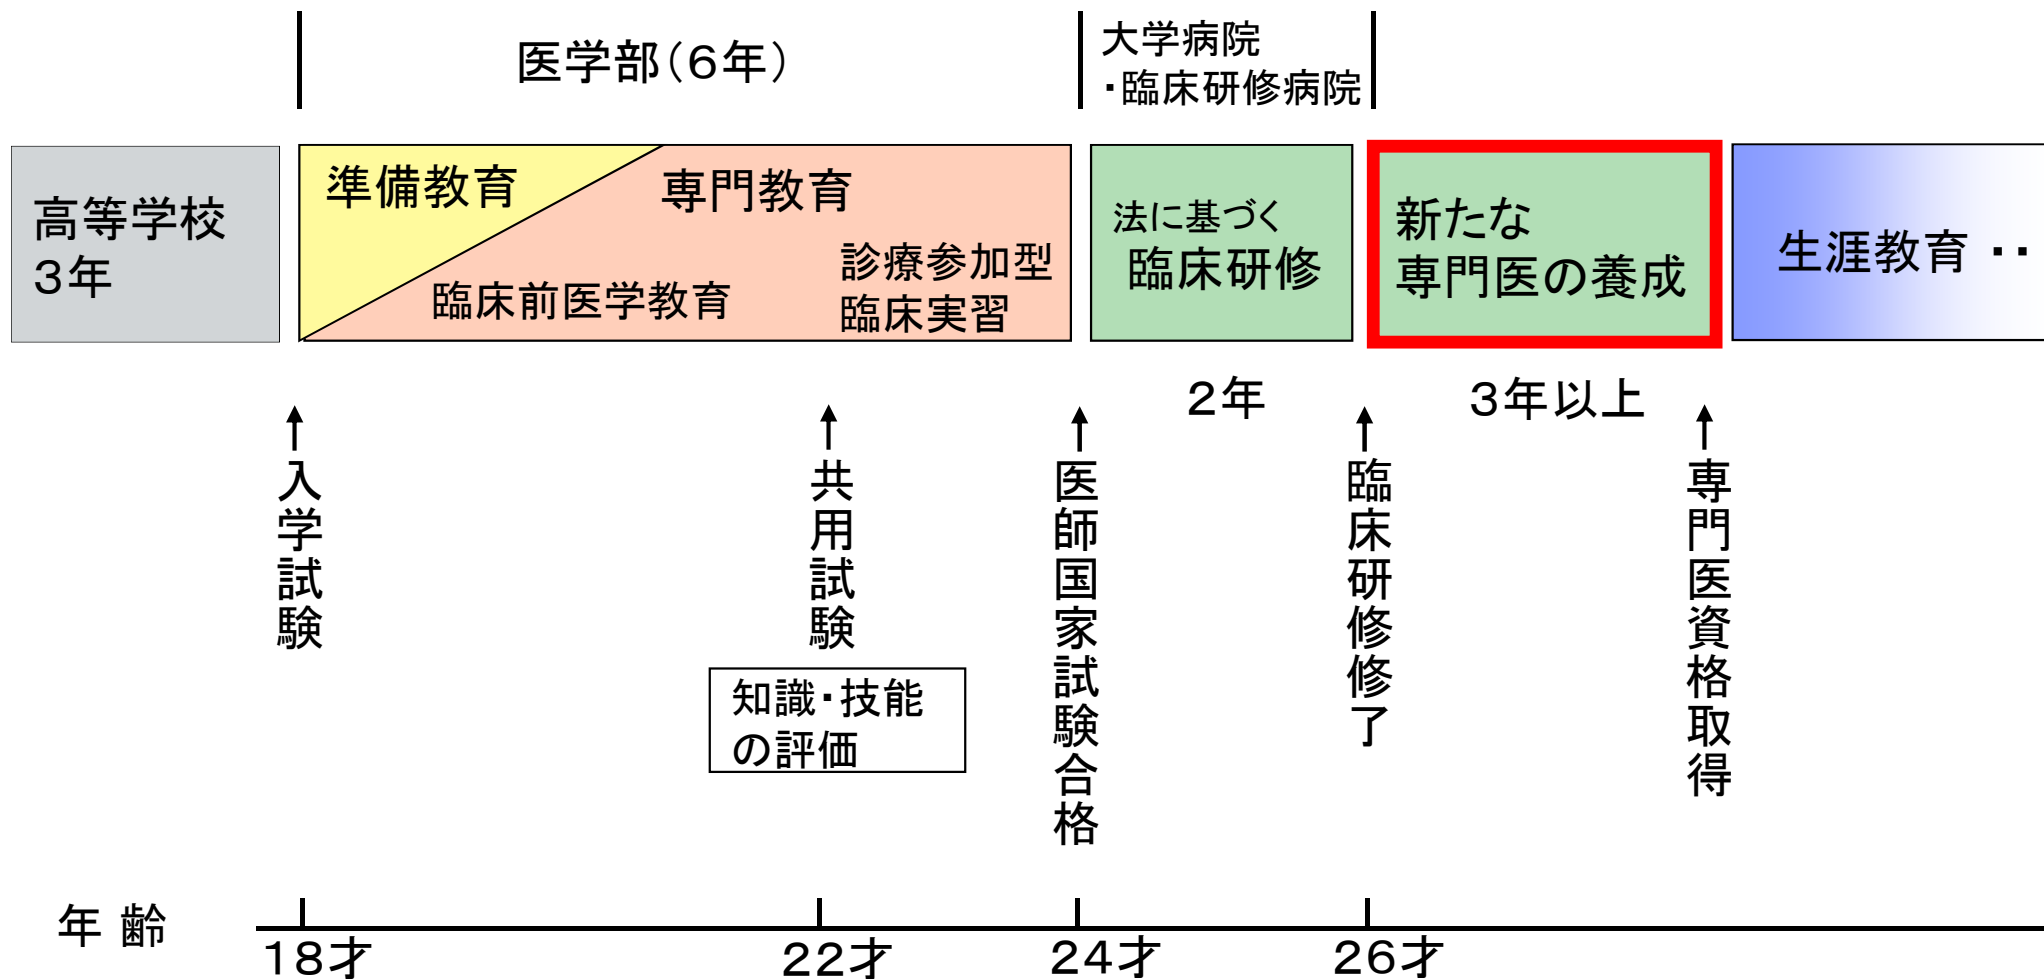 医学部（６年）
大学病院
・臨床研修病院
高等学校
３年
準備教育
専門教育
臨床前医学教育
診療参加型
臨床実習
法に基づく
臨床研修
新たな
専門医の養成
生涯教育 ・・
２年
３年以上
入学試験
共用試験
知識・技能
の評価
医師国家試験合格
臨床研修修了
専門医資格取得
年 齢
１８才
２２才
２４才
２６才